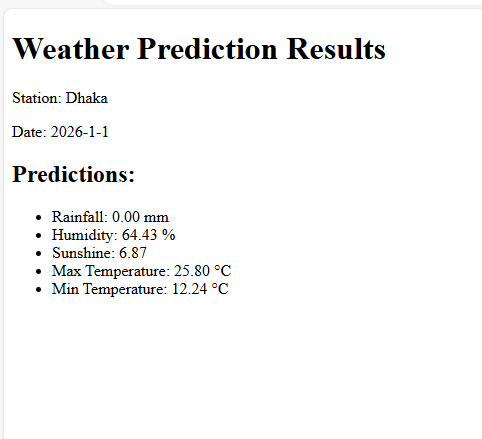 Weather Prediction Results
Station: Dhaka
Date: 2026-1-1
Predictions:
Rainfall: 0.00 mm
Humidity: 64.43 %
Sunshine: 6.87
Max Temperature: 25.80 °C
Min Temperature: 12.24 °C